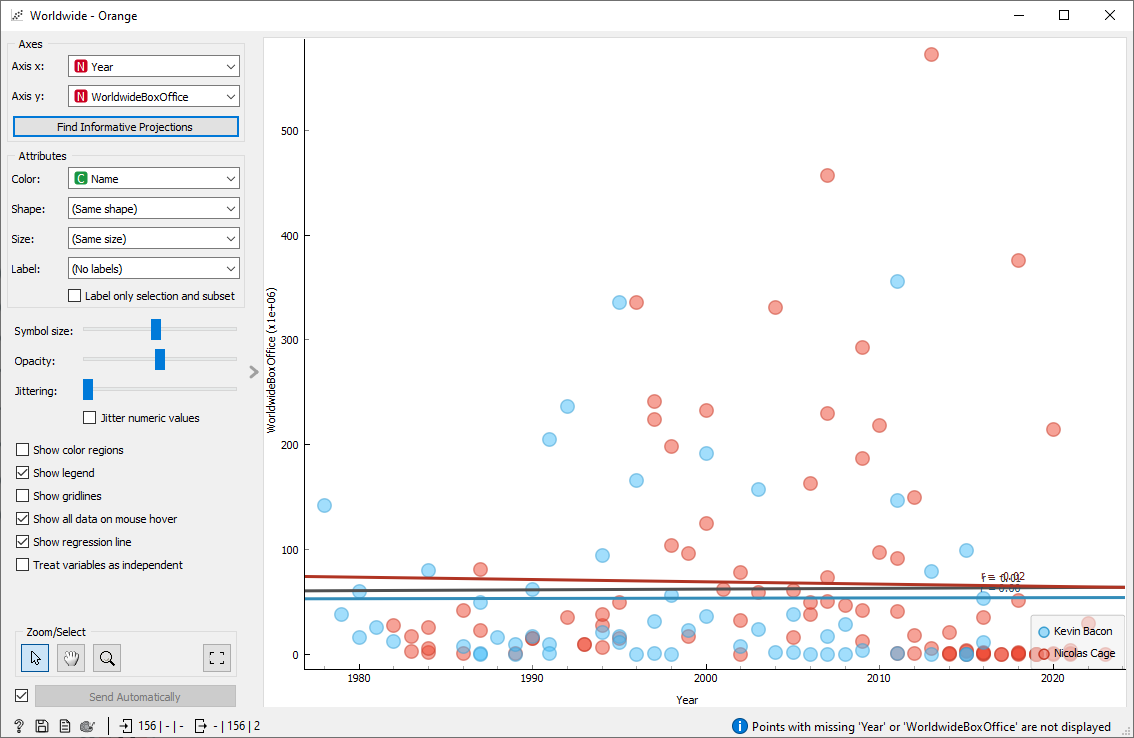 Worldwide - Orange
Axes
Axis x: N Year
Axis y: N WorldwideBoxOffice
Find Informative Projections
Attributes
Color: C Name
Shape: (Same shape)
Size: (Same size)
Label: (No labels)
Label only selection and subset
Symbol size:
Opacity:
Jittering:
Jitter numeric values
Show color regions
Show legend
Show gridlines
Show all data on mouse hover
Show regression line
Treat variables as independent
Zoom/Select
Send Automatically
? 156 | - | - - | 156 | 2
WorldwideBoxOffice (x1e+06)
500
400
300
200
100
0
r = -0.02
Kevin Bacon
Nicolas Cage
1980 1990 2000 2010 2020
Year
Points with missing 'Year' or 'WorldwideBoxOffice' are not displayed